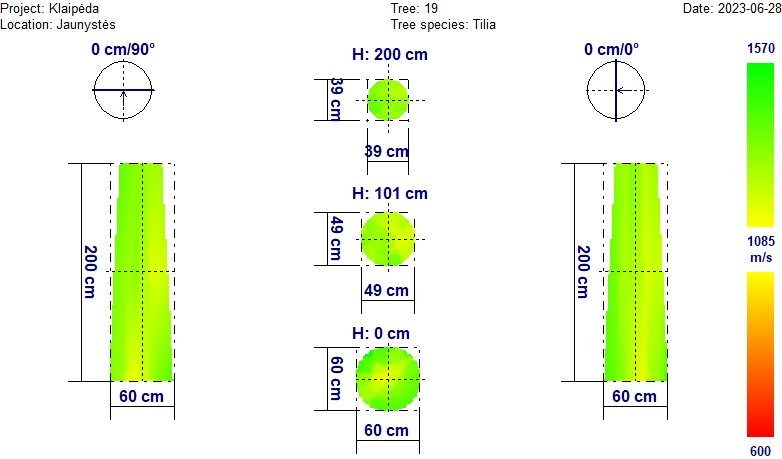 Project: Klaipėda
Tree: 19
Date: 2023-06-28
Location: Jaunystės
Tree species: Tilia
0 cm/90°
H: 200 cm
0 cm/0°
1570
39 cm
39 cm
H: 101 cm
49 cm
49 cm
200 cm
200 cm
1085
m/s
H: 0 cm
60 cm
60 cm
60 cm
60 cm
600